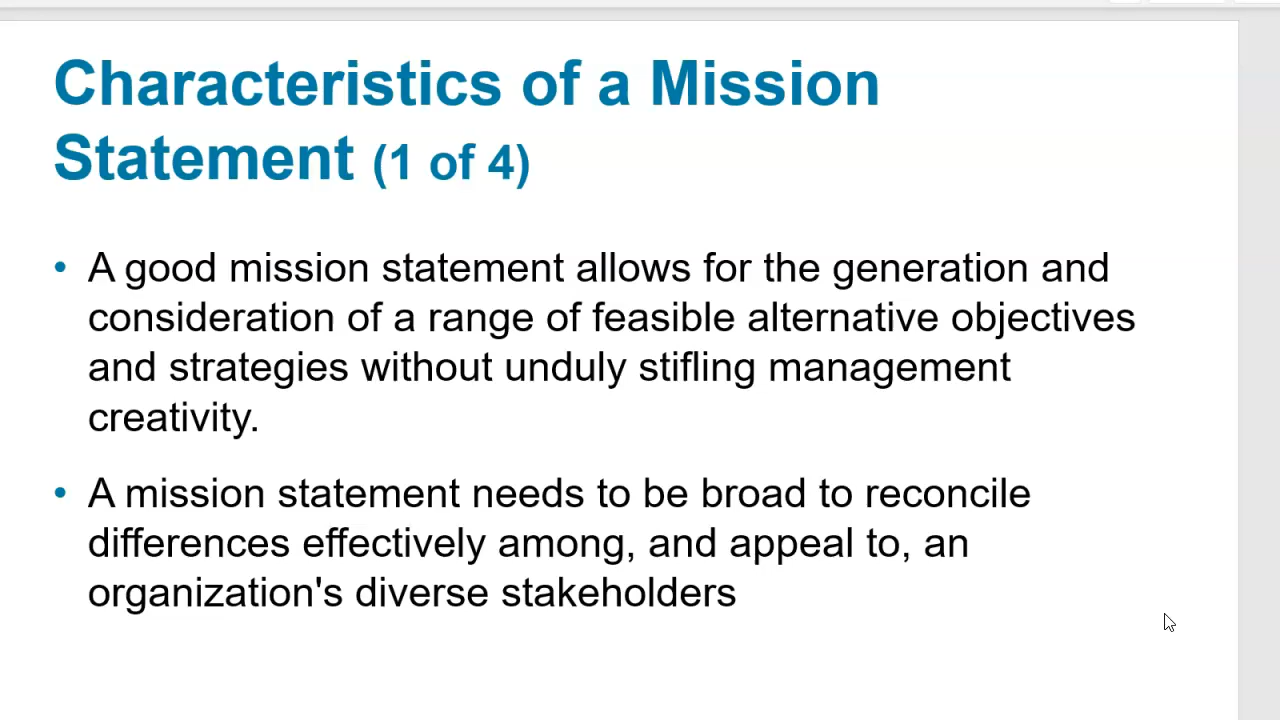 Characteristics of a Mission
Statement (1 of 4)
• A good mission statement allows for the generation and
consideration of a range of feasible alternative objectives
and strategies without unduly stifling management
creativity.
• A mission statement needs to be broad to reconcile
differences effectively among, and appeal to, an
organization's diverse stakeholders